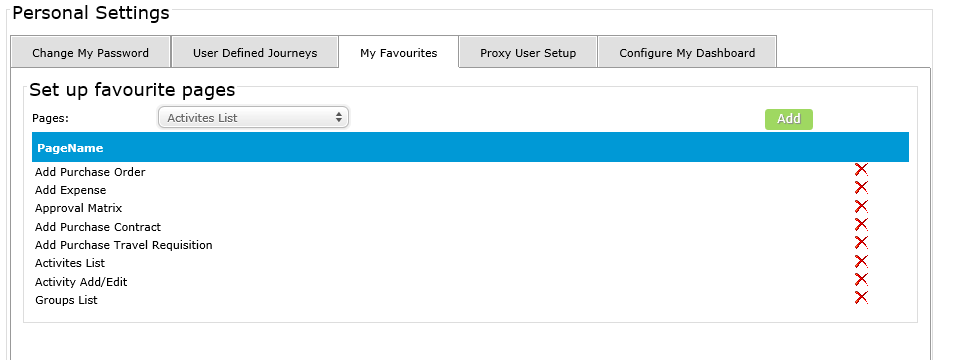 Personal Settings
Change My Password User Defined Journeys My Favourites Proxy User Setup Configure My Dashboard
Set up favourite pages
Pages: Activites List Add
PageName
Add Purchase Order
Add Expense
Approval Matrix
Add Purchase Contract
Add Purchase Travel Requisition
Activites List
Activity Add/Edit
Groups List